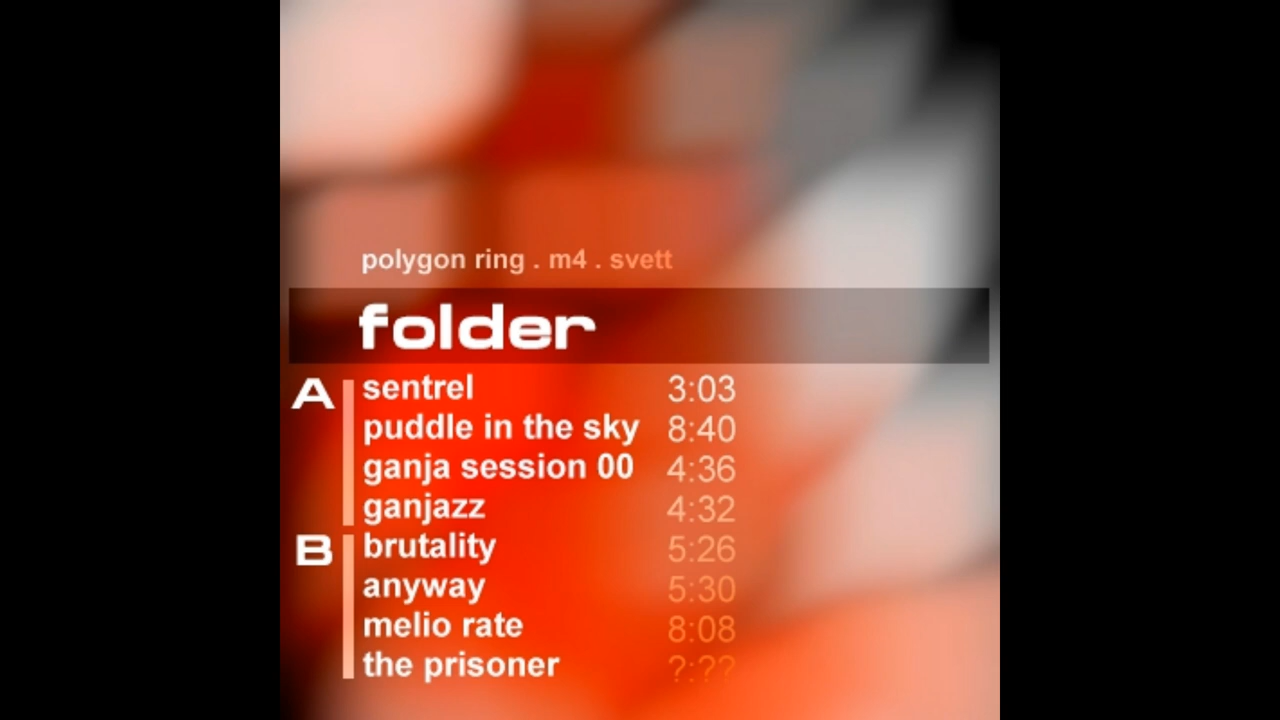 polygon ring . m4 . svett
folder
A
sentrel 3:03
puddle in the sky 8:40
ganja session 00 4:36
ganjazz 4:32
B
brutality 5:26
anyway 5:30
melio rate 8:08
the prisoner ?:??